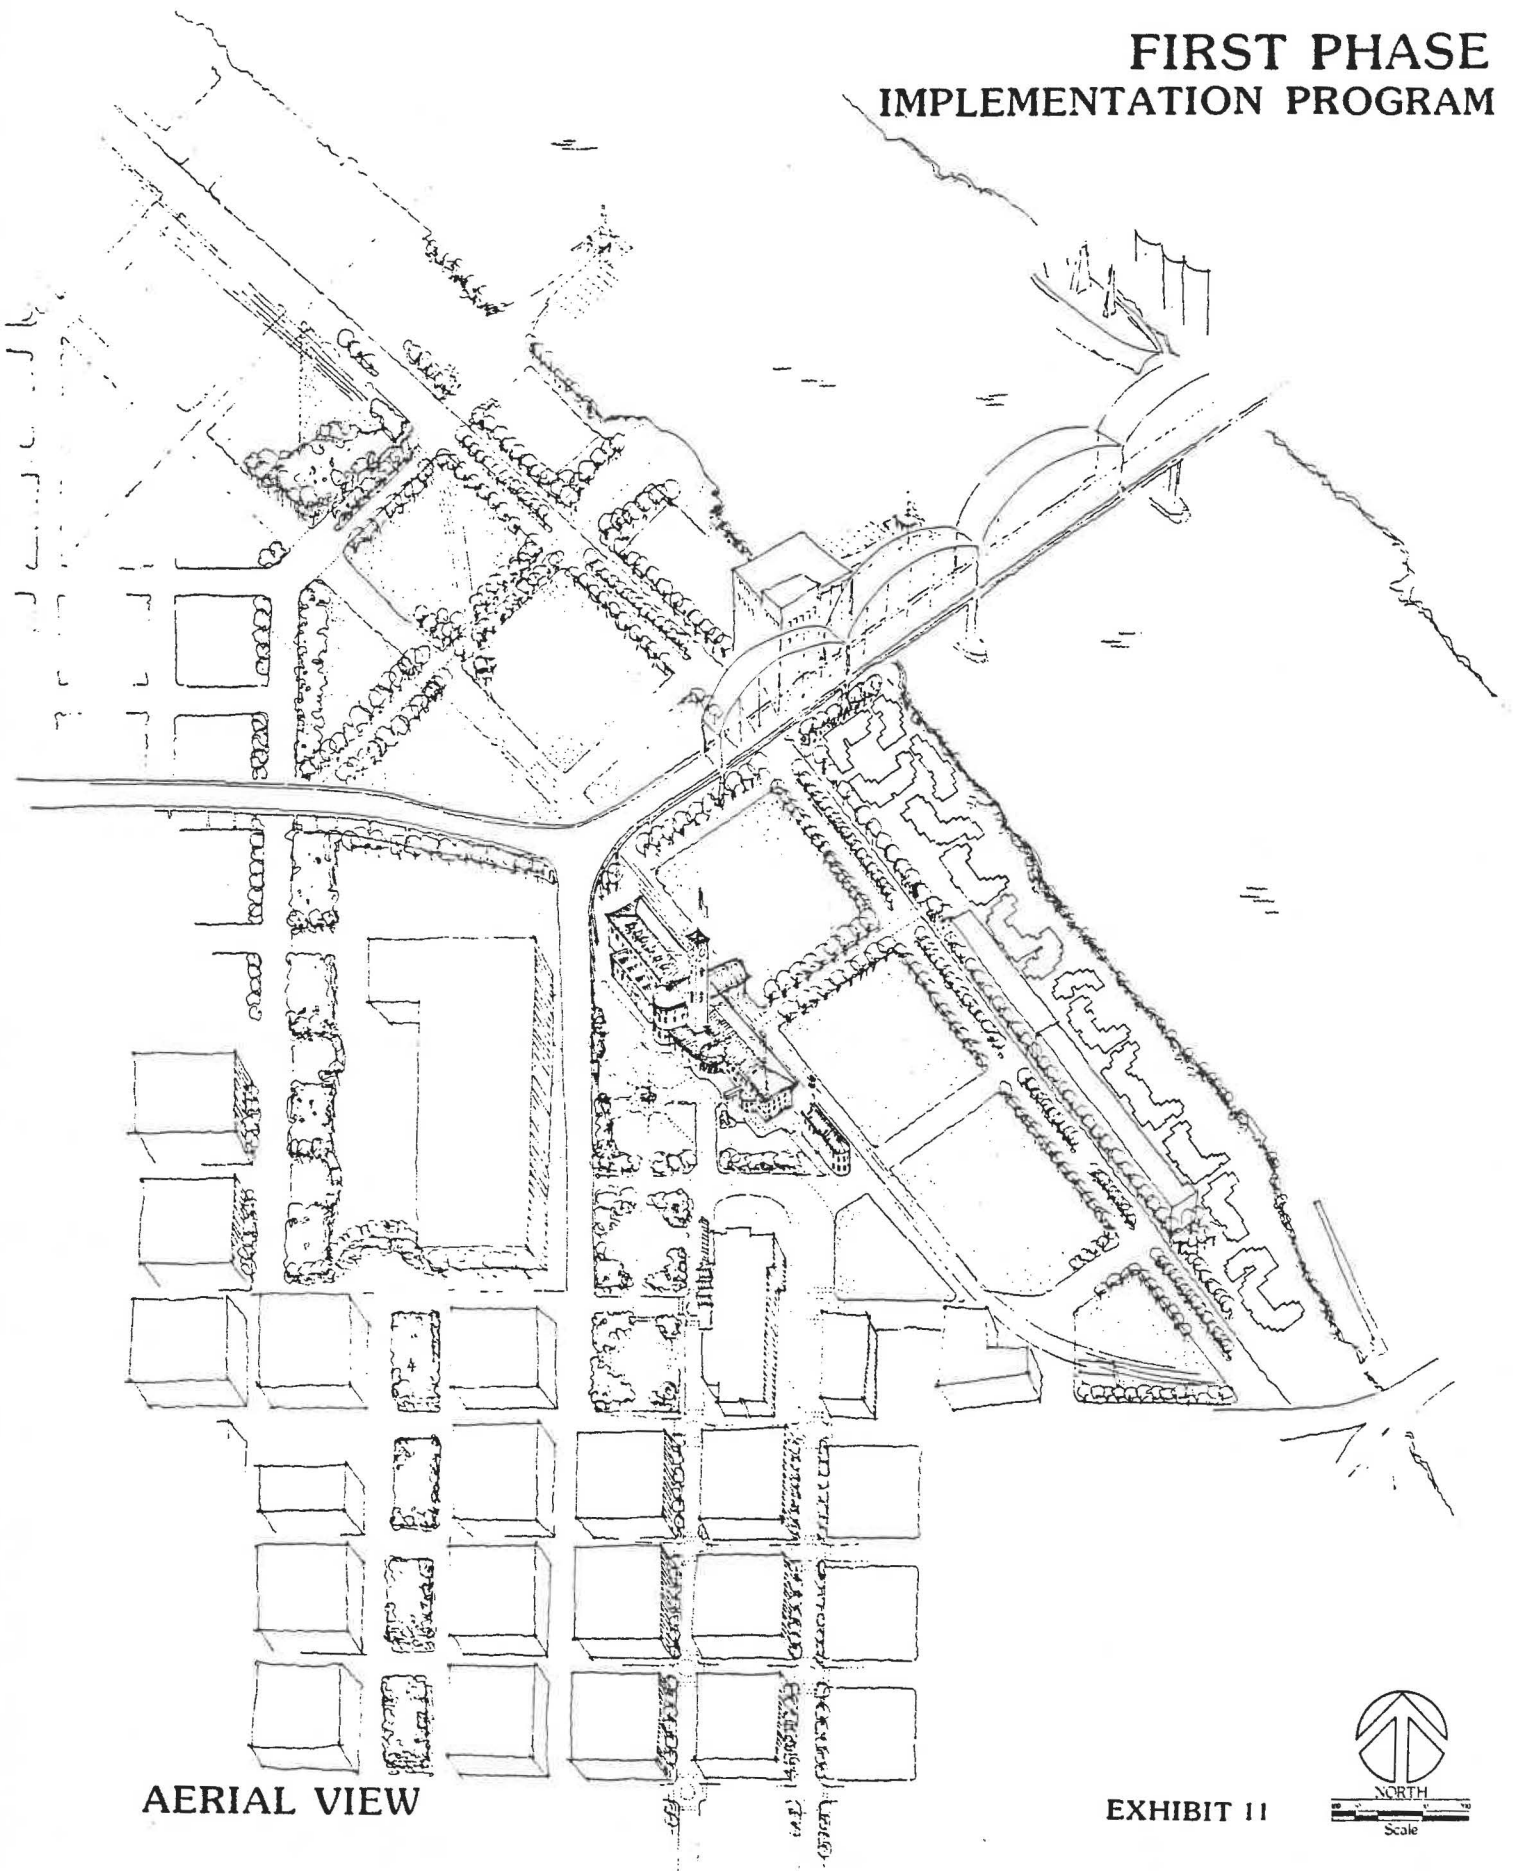 FIRST PHASE
IMPLEMENTATION PROGRAM
AERIAL VIEW
EXHIBIT 11
NORTH
Scale